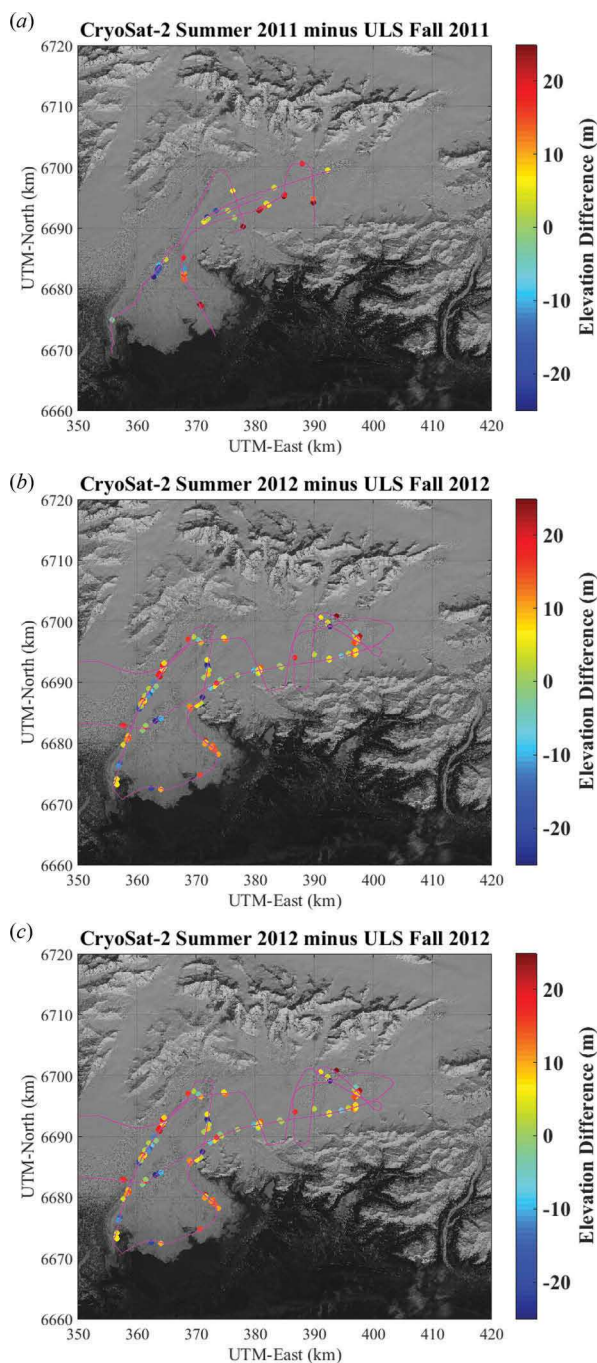 (a)
CryoSat-2 Summer 2011 minus ULS Fall 2011
6720
6710
6700
6690
6680
6670
6660
UTM-North (km)
350 360 370 380 390 400 410 420
UTM-East (km)
20
10
0
-10
-20
Elevation Difference (m)
(b)
CryoSat-2 Summer 2012 minus ULS Fall 2012
6720
6710
6700
6690
6680
6670
6660
UTM-North (km)
350 360 370 380 390 400 410 420
UTM-East (km)
20
10
0
-10
-20
Elevation Difference (m)
(c)
CryoSat-2 Summer 2012 minus ULS Fall 2012
6720
6710
6700
6690
6680
6670
6660
UTM-North (km)
350 360 370 380 390 400 410 420
UTM-East (km)
20
10
0
-10
-20
Elevation Difference (m)